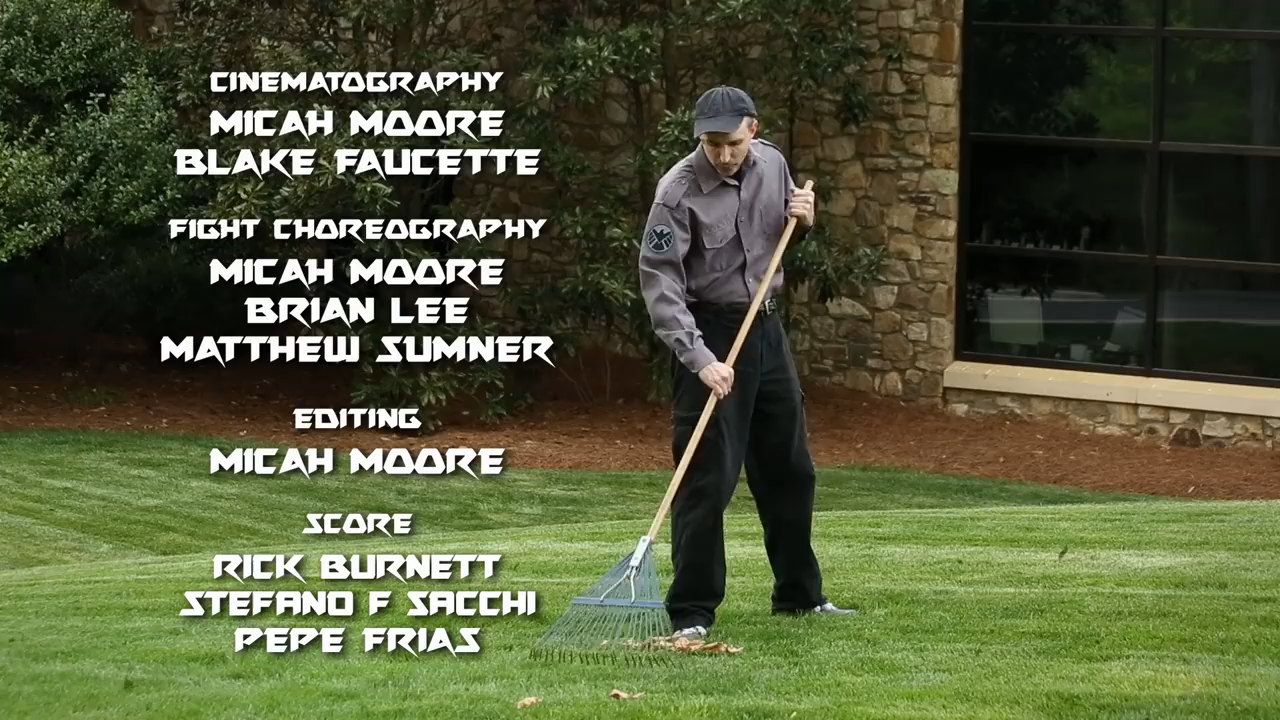 CINEMATOGRAPHY
MICAH MOORE
BLAKE FAUCETTE
FIGHT CHOREOGRAPHY
MICAH MOORE
BRIAN LEE
MATTHEW SUMNER
EDITING
MICAH MOORE
SCORE
RICK BURNETT
STEFANO F SACCHI
PEPE FRIAS